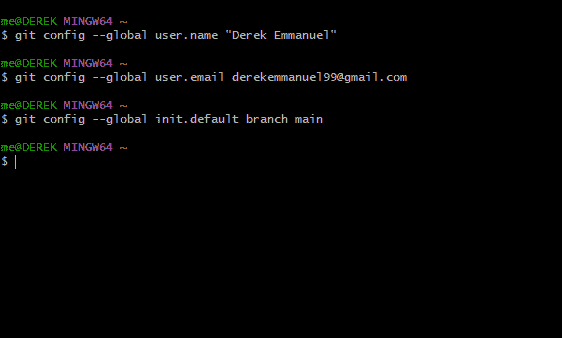 me@DEREK MINGW64 ~
$ git config --global user.name "Derek Emmanuel"
me@DEREK MINGW64 ~
$ git config --global user.email derekemmanuel99@gmail.com
me@DEREK MINGW64 ~
$ git config --global init.default branch main
me@DEREK MINGW64 ~
$